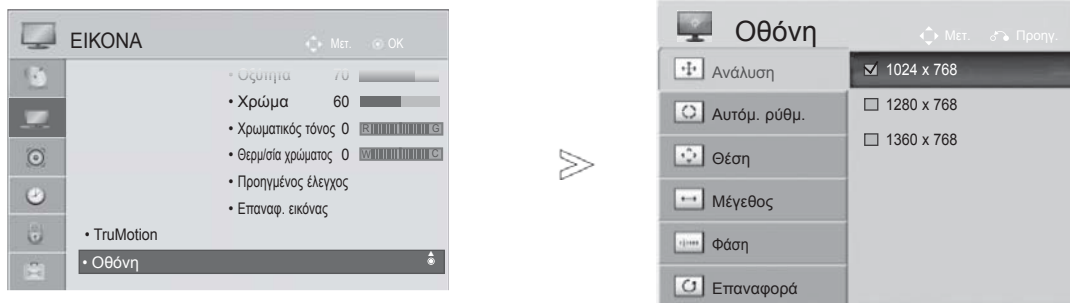 ΕΙΚΟΝΑ
Μετ. OK
• Οξύτητα 70
• Χρώμα 60
• Χρωματικός τόνος 0 R G
• Θερμ/σία χρώματος 0 W C
• Προηγμένος έλεγχος
• Επαναφ. εικόνας
• TruMotion
• Οθόνη
Οθόνη
Μετ. Προηγ.
Ανάλυση
Αυτόμ. ρύθμ.
Θέση
Μέγεθος
Φάση
Επαναφορά
1024 x 768
1280 x 768
1360 x 768